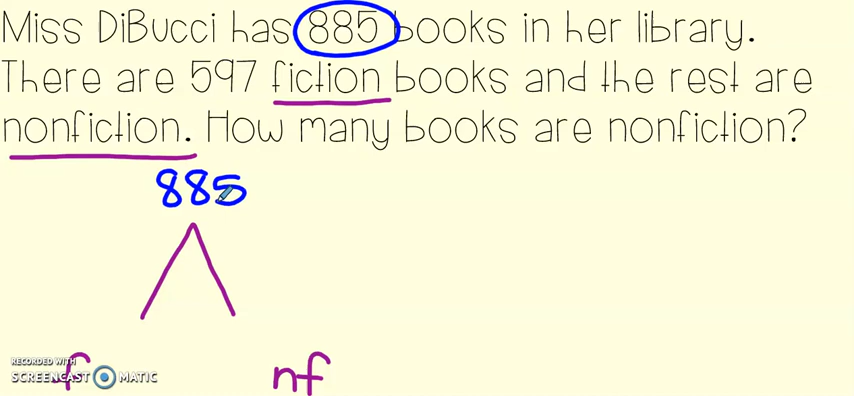 Miss DiBucci has 885 books in her library.
There are 597 fiction books and the rest are
nonfiction. How many books are nonfiction?
885
f nf
RECORDED WITH
SCREENCAST MATIC